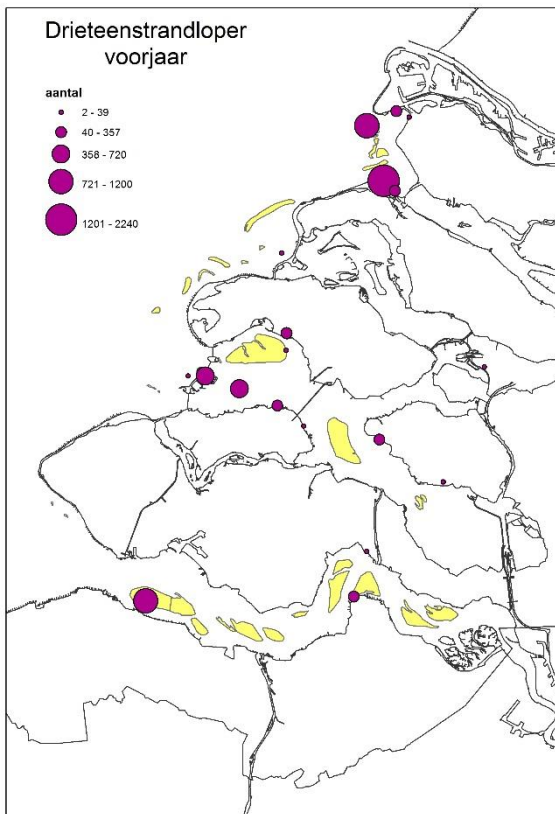 Drieteenstrandloper
voorjaar
aantal
2 - 39
40 - 357
358 - 720
721 - 1200
1201 - 2240